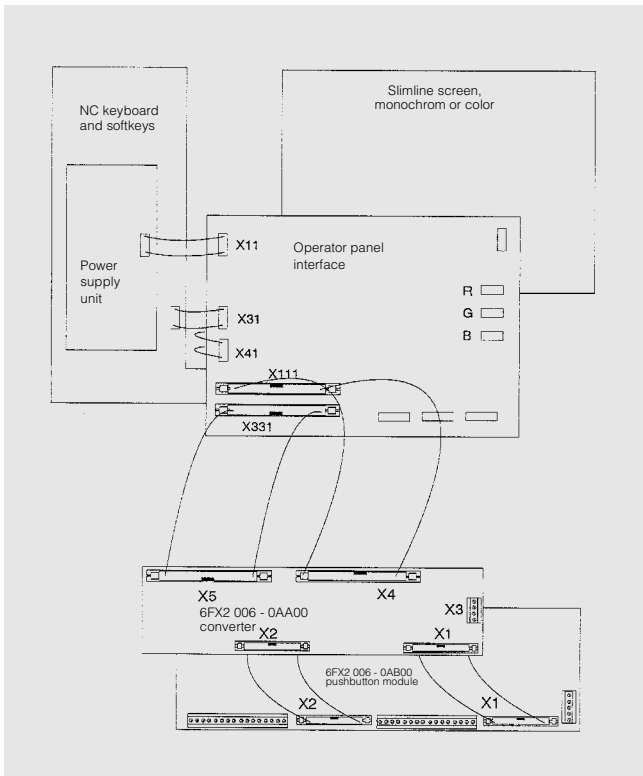 NC keyboard
and softkeys
Slimline screen,
monochrom or color
Power
supply
unit
X11
Operator panel
interface
R
G
B
X31
X41
X111
X331
X5
X4
6FX2 006 - 0AA00
converter
X3
X2
X1
6FX2 006 - 0AB00
pushbutton module
X2
X1